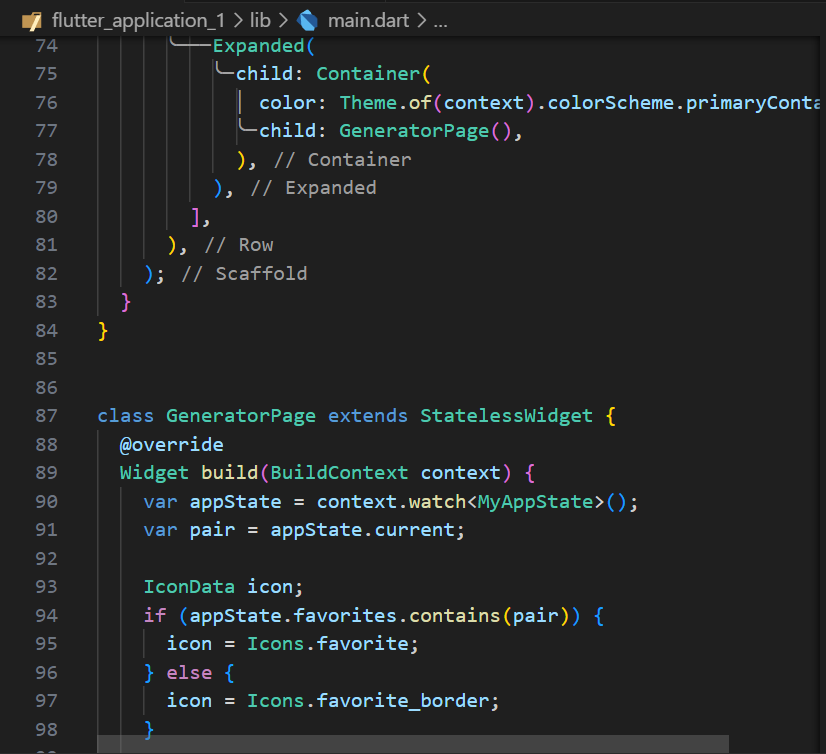 flutter_application_1 > lib > main.dart > ...
74 Expanded(
75 child: Container(
76 color: Theme.of(context).colorScheme.primaryConta
77 child: GeneratorPage(),
78 ), // Container
79 ), // Expanded
80 ],
81 ), // Row
82 ); // Scaffold
83 }
84 }
85
86
87 class GeneratorPage extends StatelessWidget {
88 @override
89 Widget build(BuildContext context) {
90 var appState = context.watch<MyAppState>();
91 var pair = appState.current;
92
93 IconData icon;
94 if (appState.favorites.contains(pair)) {
95 icon = Icons.favorite;
96 } else {
97 icon = Icons.favorite_border;
98 }